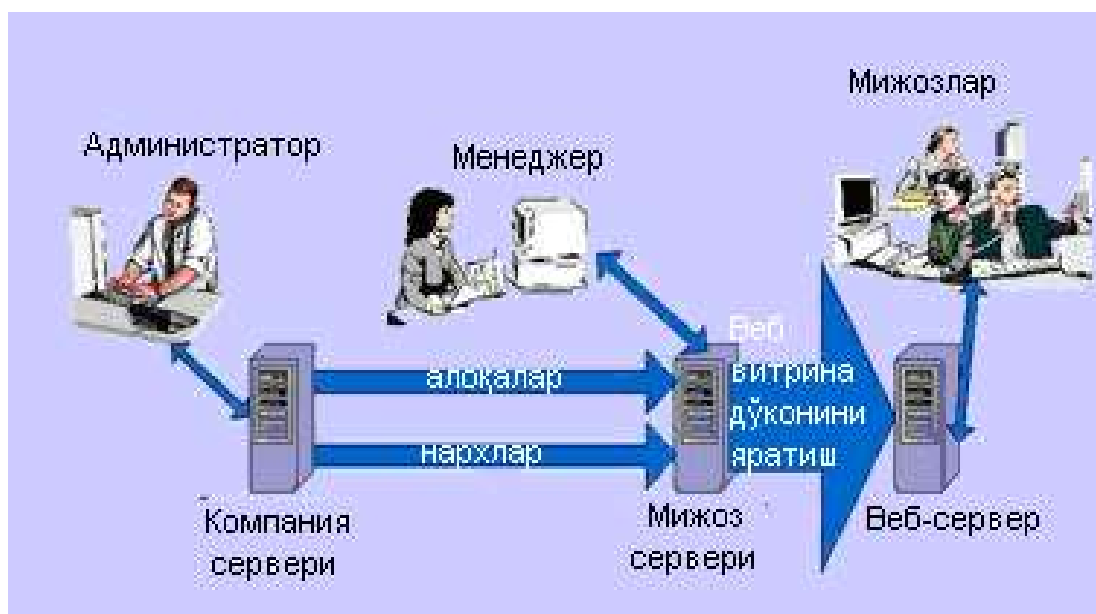 Мижозлар
Администратор
Менеджер
алоқалар
нархлар
Веб
витрина
дўконини
яратиш
Компания
сервери
Мижоз
сервери
Веб-сервер